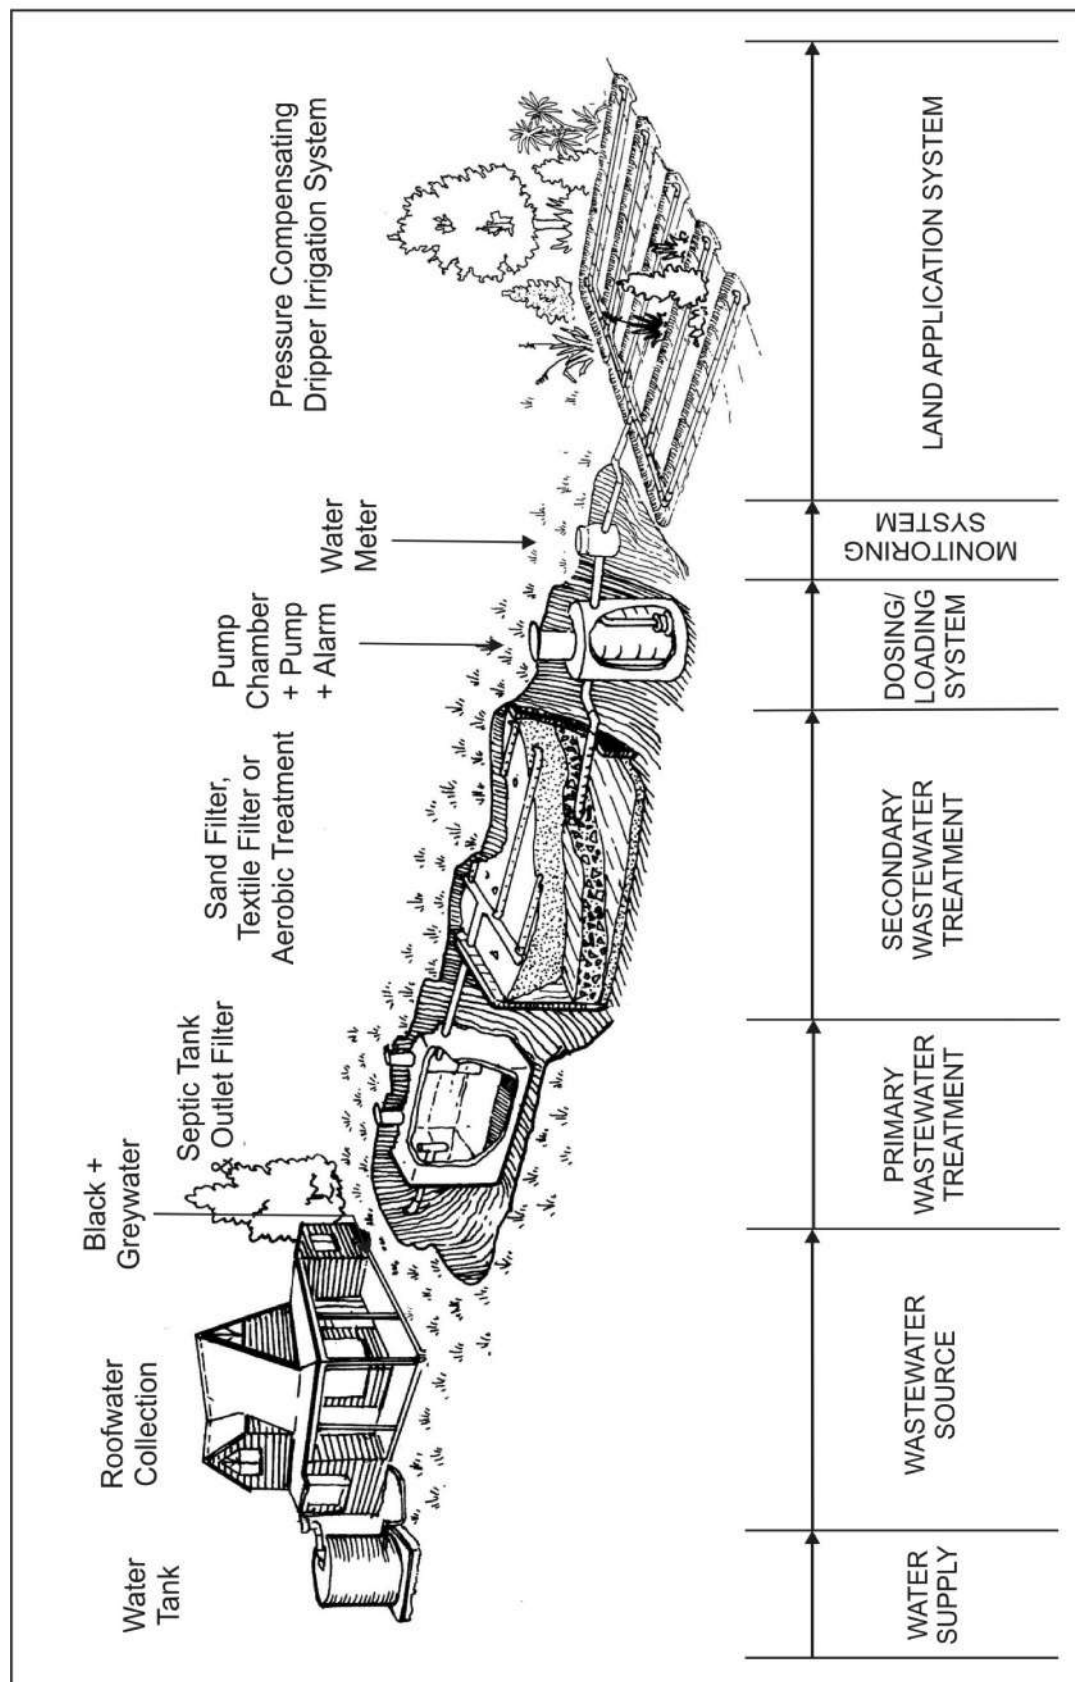 Water
Tank
Roofwater
Collection
Black +
Greywater
Septic Tank
& Outlet Filter
Sand Filter,
Textile Filter or
Aerobic Treatment
Pump
Chamber
+ Pump
+ Alarm
Water
Meter
Pressure Compensating
Dripper Irrigation System
WATER
SUPPLY
WASTEWATER
SOURCE
PRIMARY
WASTEWATER
TREATMENT
SECONDARY
WASTEWATER
TREATMENT
DOSING/
LOADING
SYSTEM
MONITORING
SYSTEM
LAND APPLICATION SYSTEM